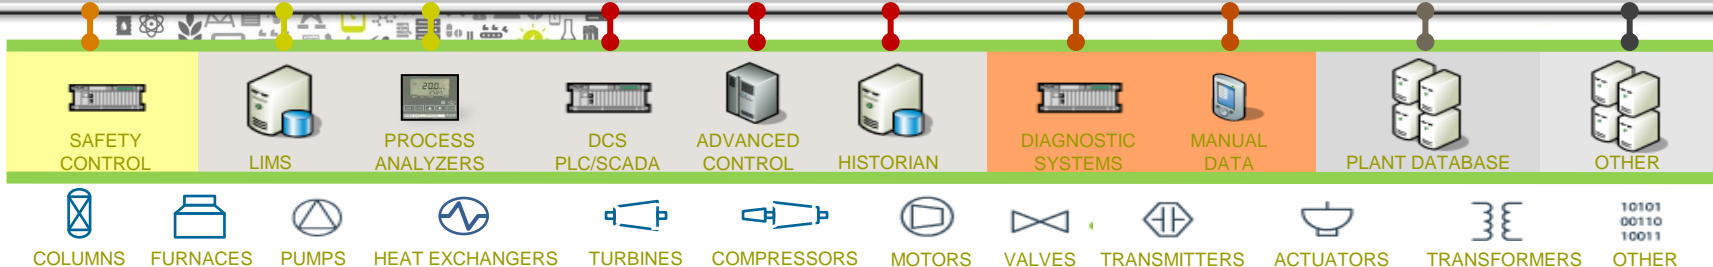 SAFETY
CONTROL
LIMS
PROCESS
ANALYZERS
DCS
PLC/SCADA
ADVANCED
CONTROL
HISTORIAN
DIAGNOSTIC
SYSTEMS
MANUAL
DATA
PLANT DATABASE
OTHER
10101
00110
10011
COLUMNS FURNACES PUMPS HEAT EXCHANGERS TURBINES COMPRESSORS MOTORS VALVES TRANSMITTERS ACTUATORS TRANSFORMERS OTHER